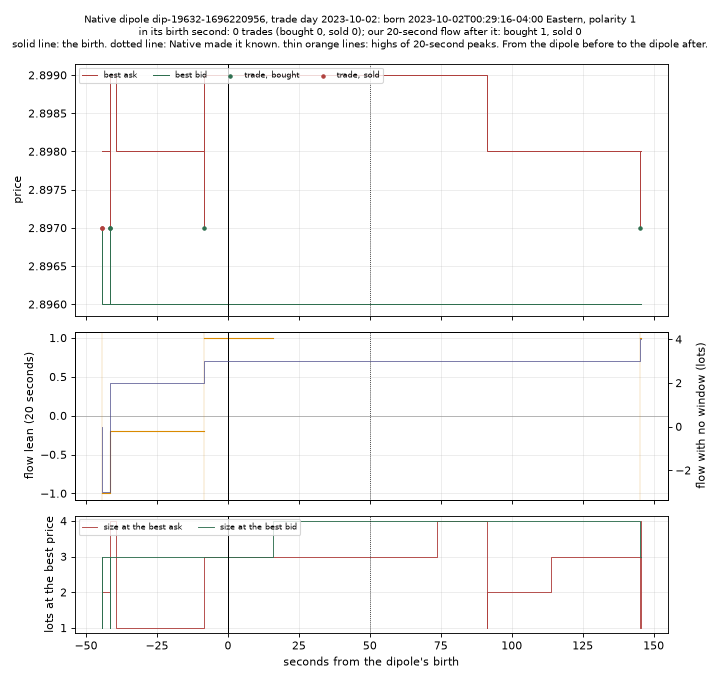 Native dipole dip-19632-1696220956, trade day 2023-10-02: born 2023-10-02T00:29:16-04:00 Eastern, polarity 1
in its birth second: 0 trades (bought 0, sold 0); our 20-second flow after it: bought 1, sold 0
solid line: the birth. dotted line: Native made it known. thin orange lines: highs of 20-second peaks. From the dipole before to the dipole after.
best ask best bid trade, bought trade, sold
2.8990
2.8985
2.8980
2.8975
2.8970
2.8965
2.8960
price
1.0
0.5
0.0
−0.5
−1.0
flow lean (20 seconds)
4
2
0
−2
flow with no window (lots)
size at the best ask size at the best bid
4
3
2
1
lots at the best price
−50 −25 0 25 50 75 100 125 150
seconds from the dipole's birth